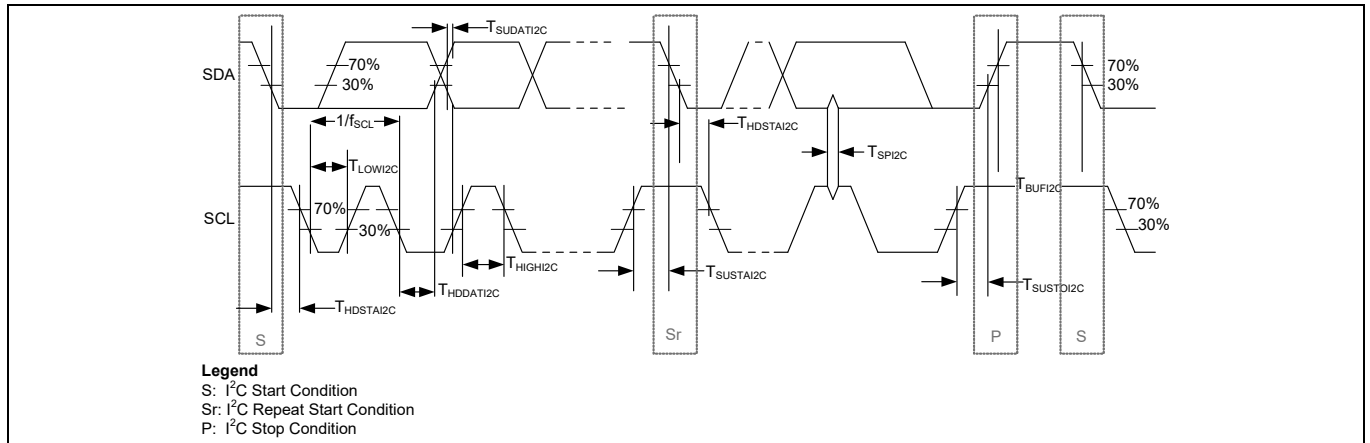 T_SUDATI2C
SDA
70%
30%
70%
30%
1/f_SCL
T_HDSTAI2C
T_LOWI2C
T_SPI2C
T_BUFI2C
SCL
70%
30%
70%
30%
T_HIGHI2C
T_SUSTAI2C
T_HDDATI2C
T_SUSTOI2C
T_HDSTAI2C
S
Sr
P
S
Legend
S: I²C Start Condition
Sr: I²C Repeat Start Condition
P: I²C Stop Condition